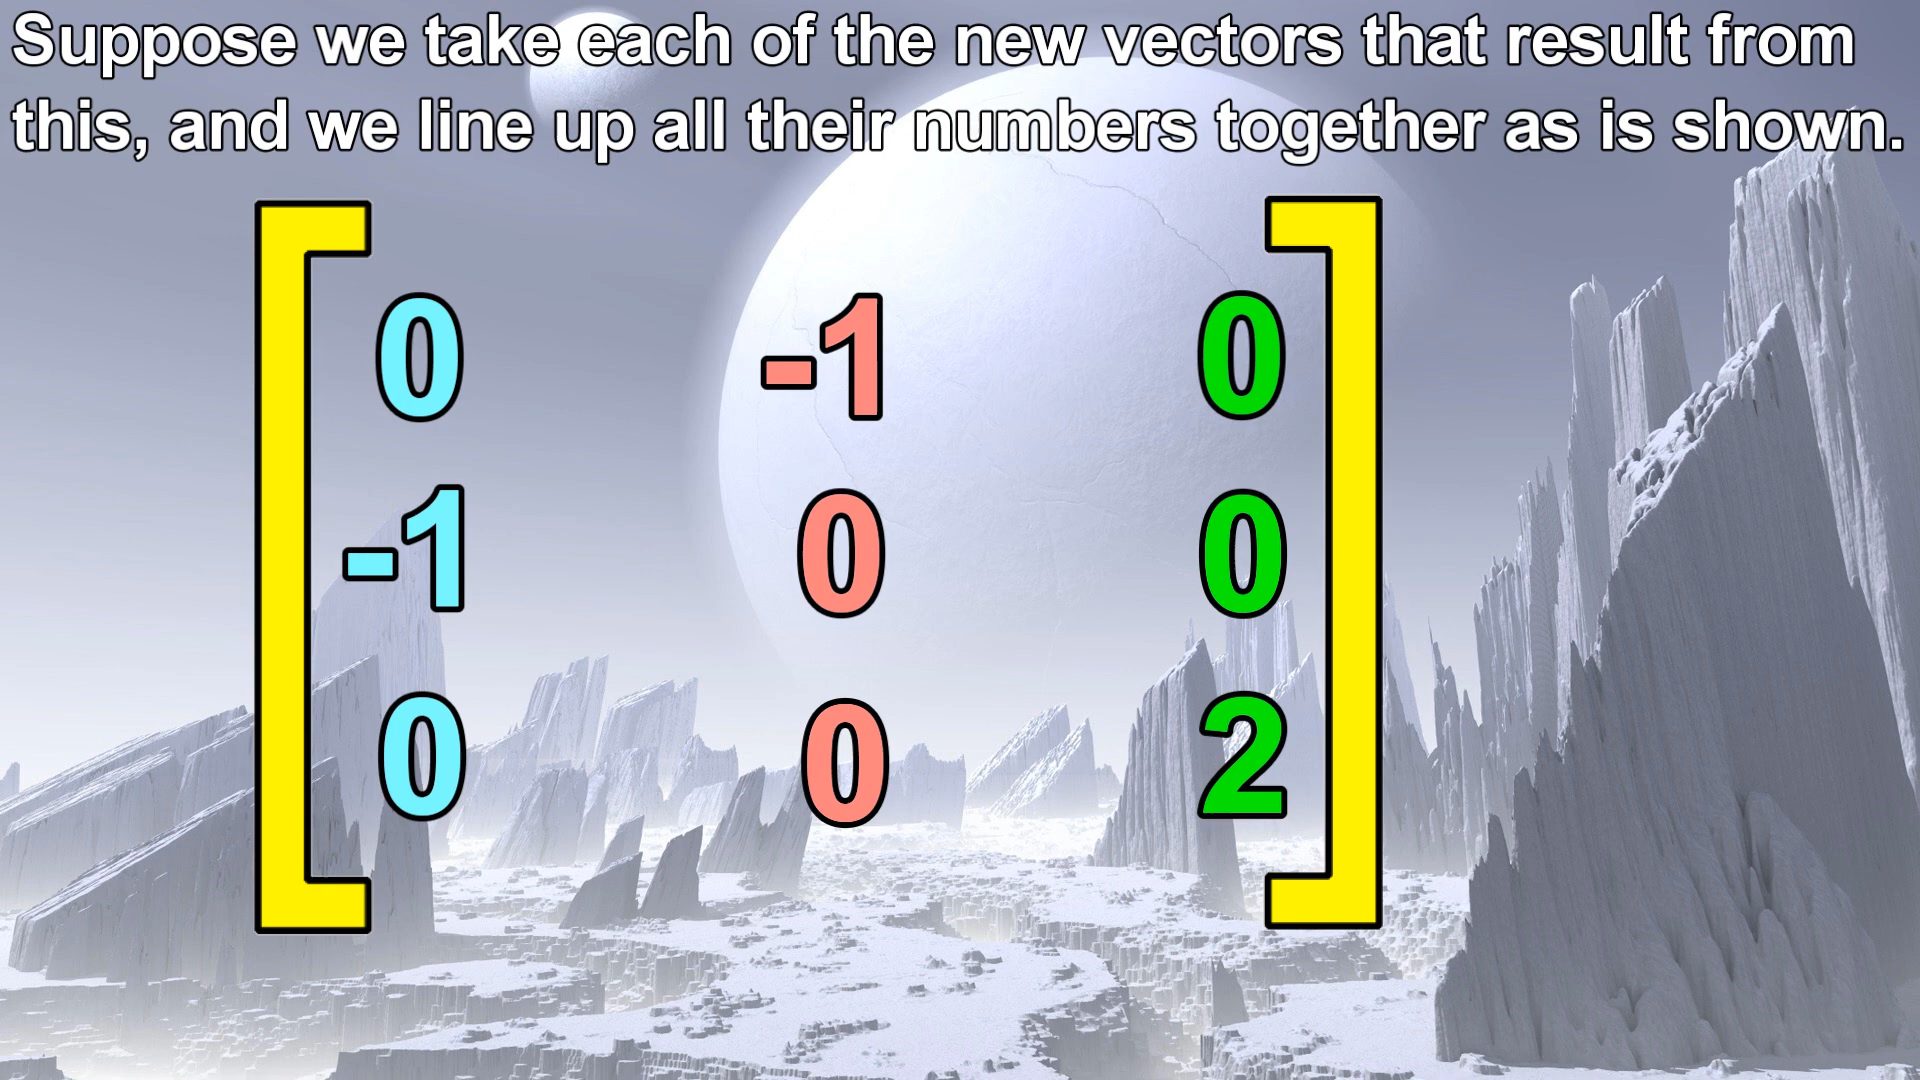 Suppose we take each of the new vectors that result from
this, and we line up all their numbers together as is shown.
0 -1 0
-1 0 0
0 0 2